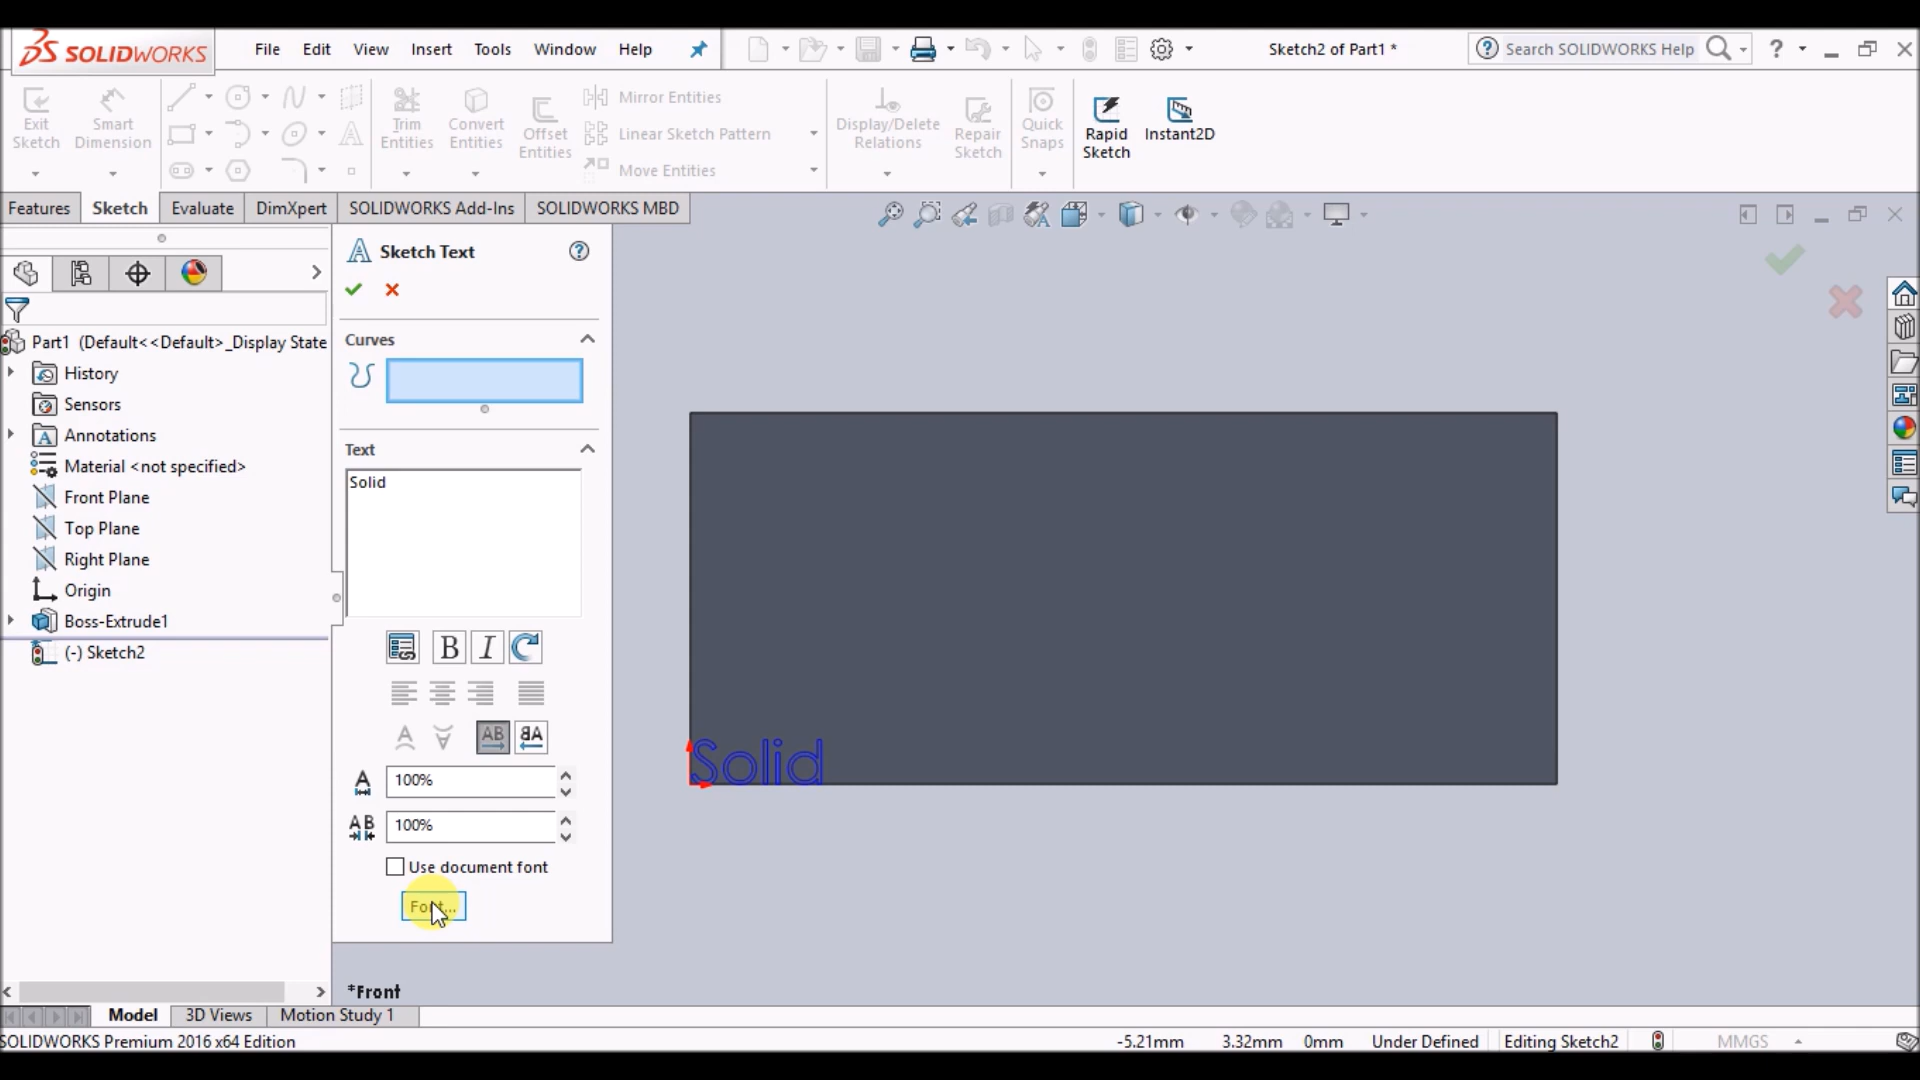 SOLIDWORKS
File Edit View Insert Tools Window Help
Sketch2 of Part1 *
Search SOLIDWORKS Help
Exit Sketch
Smart Dimension
Trim Entities
Convert Entities
Offset Entities
Mirror Entities
Linear Sketch Pattern
Move Entities
Display/Delete Relations
Repair Sketch
Quick Snaps
Rapid Sketch
Instant2D
Features Sketch Evaluate DimXpert SOLIDWORKS Add-Ins SOLIDWORKS MBD
Part1 (Default<<Default>_Display State
History
Sensors
Annotations
Material <not specified>
Front Plane
Top Plane
Right Plane
Origin
Boss-Extrude1
(-) Sketch2
Sketch Text
Curves
Text
Solid
B I
AB
100%
AB
100%
Use document font
Font...
Solid
*Front
Model 3D Views Motion Study 1
SOLIDWORKS Premium 2016 x64 Edition
-5.21mm 3.32mm 0mm Under Defined Editing Sketch2 MMGS